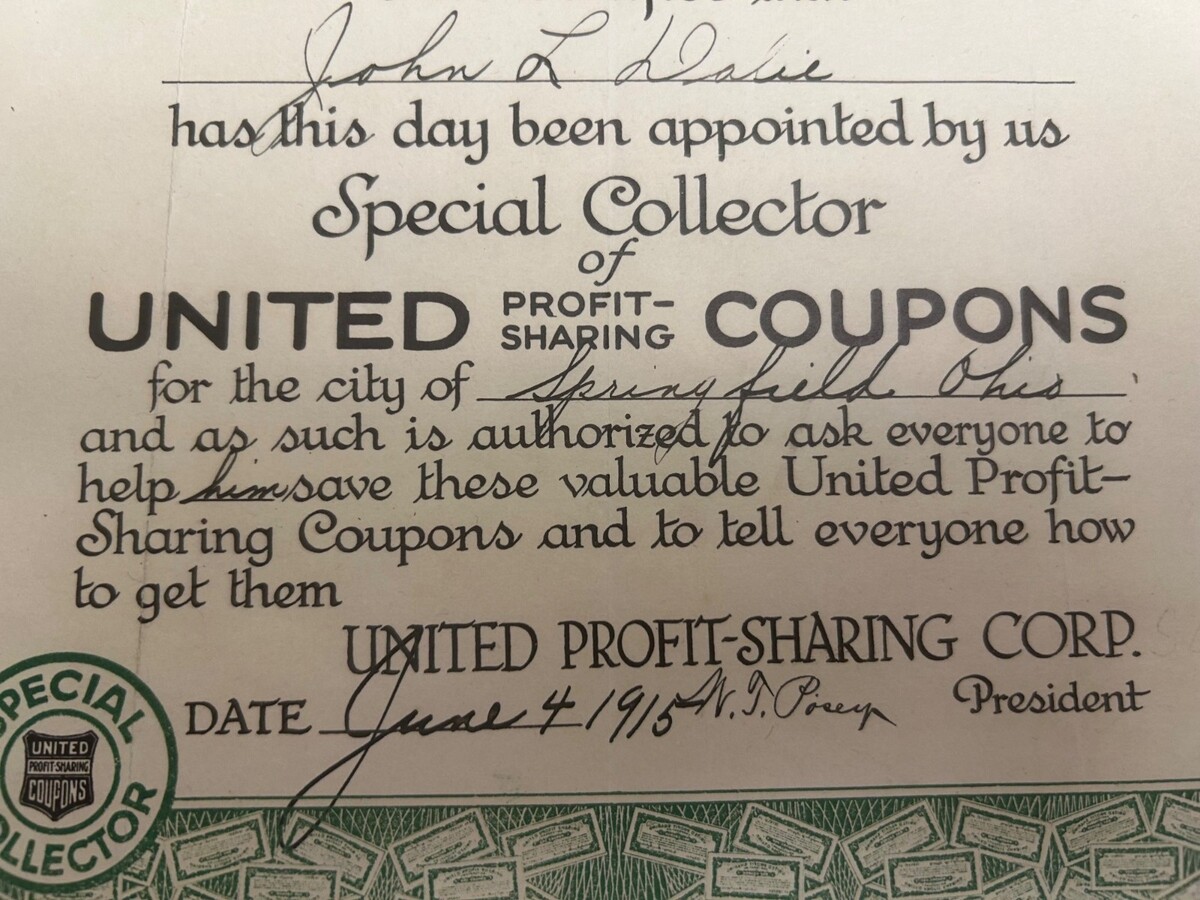 John L Dalie
has this day been appointed by us
Special Collector
of
UNITED PROFIT-SHARING COUPONS
for the city of Springfield Ohio
and as such is authorized to ask everyone to
help him save these valuable United Profit-
Sharing Coupons and to tell everyone how
to get them
UNITED PROFIT-SHARING CORP.
DATE June 4 1915 W. T. Posey President
SPECIAL COLLECTOR
UNITED
PROFIT-SHARING
COUPONS